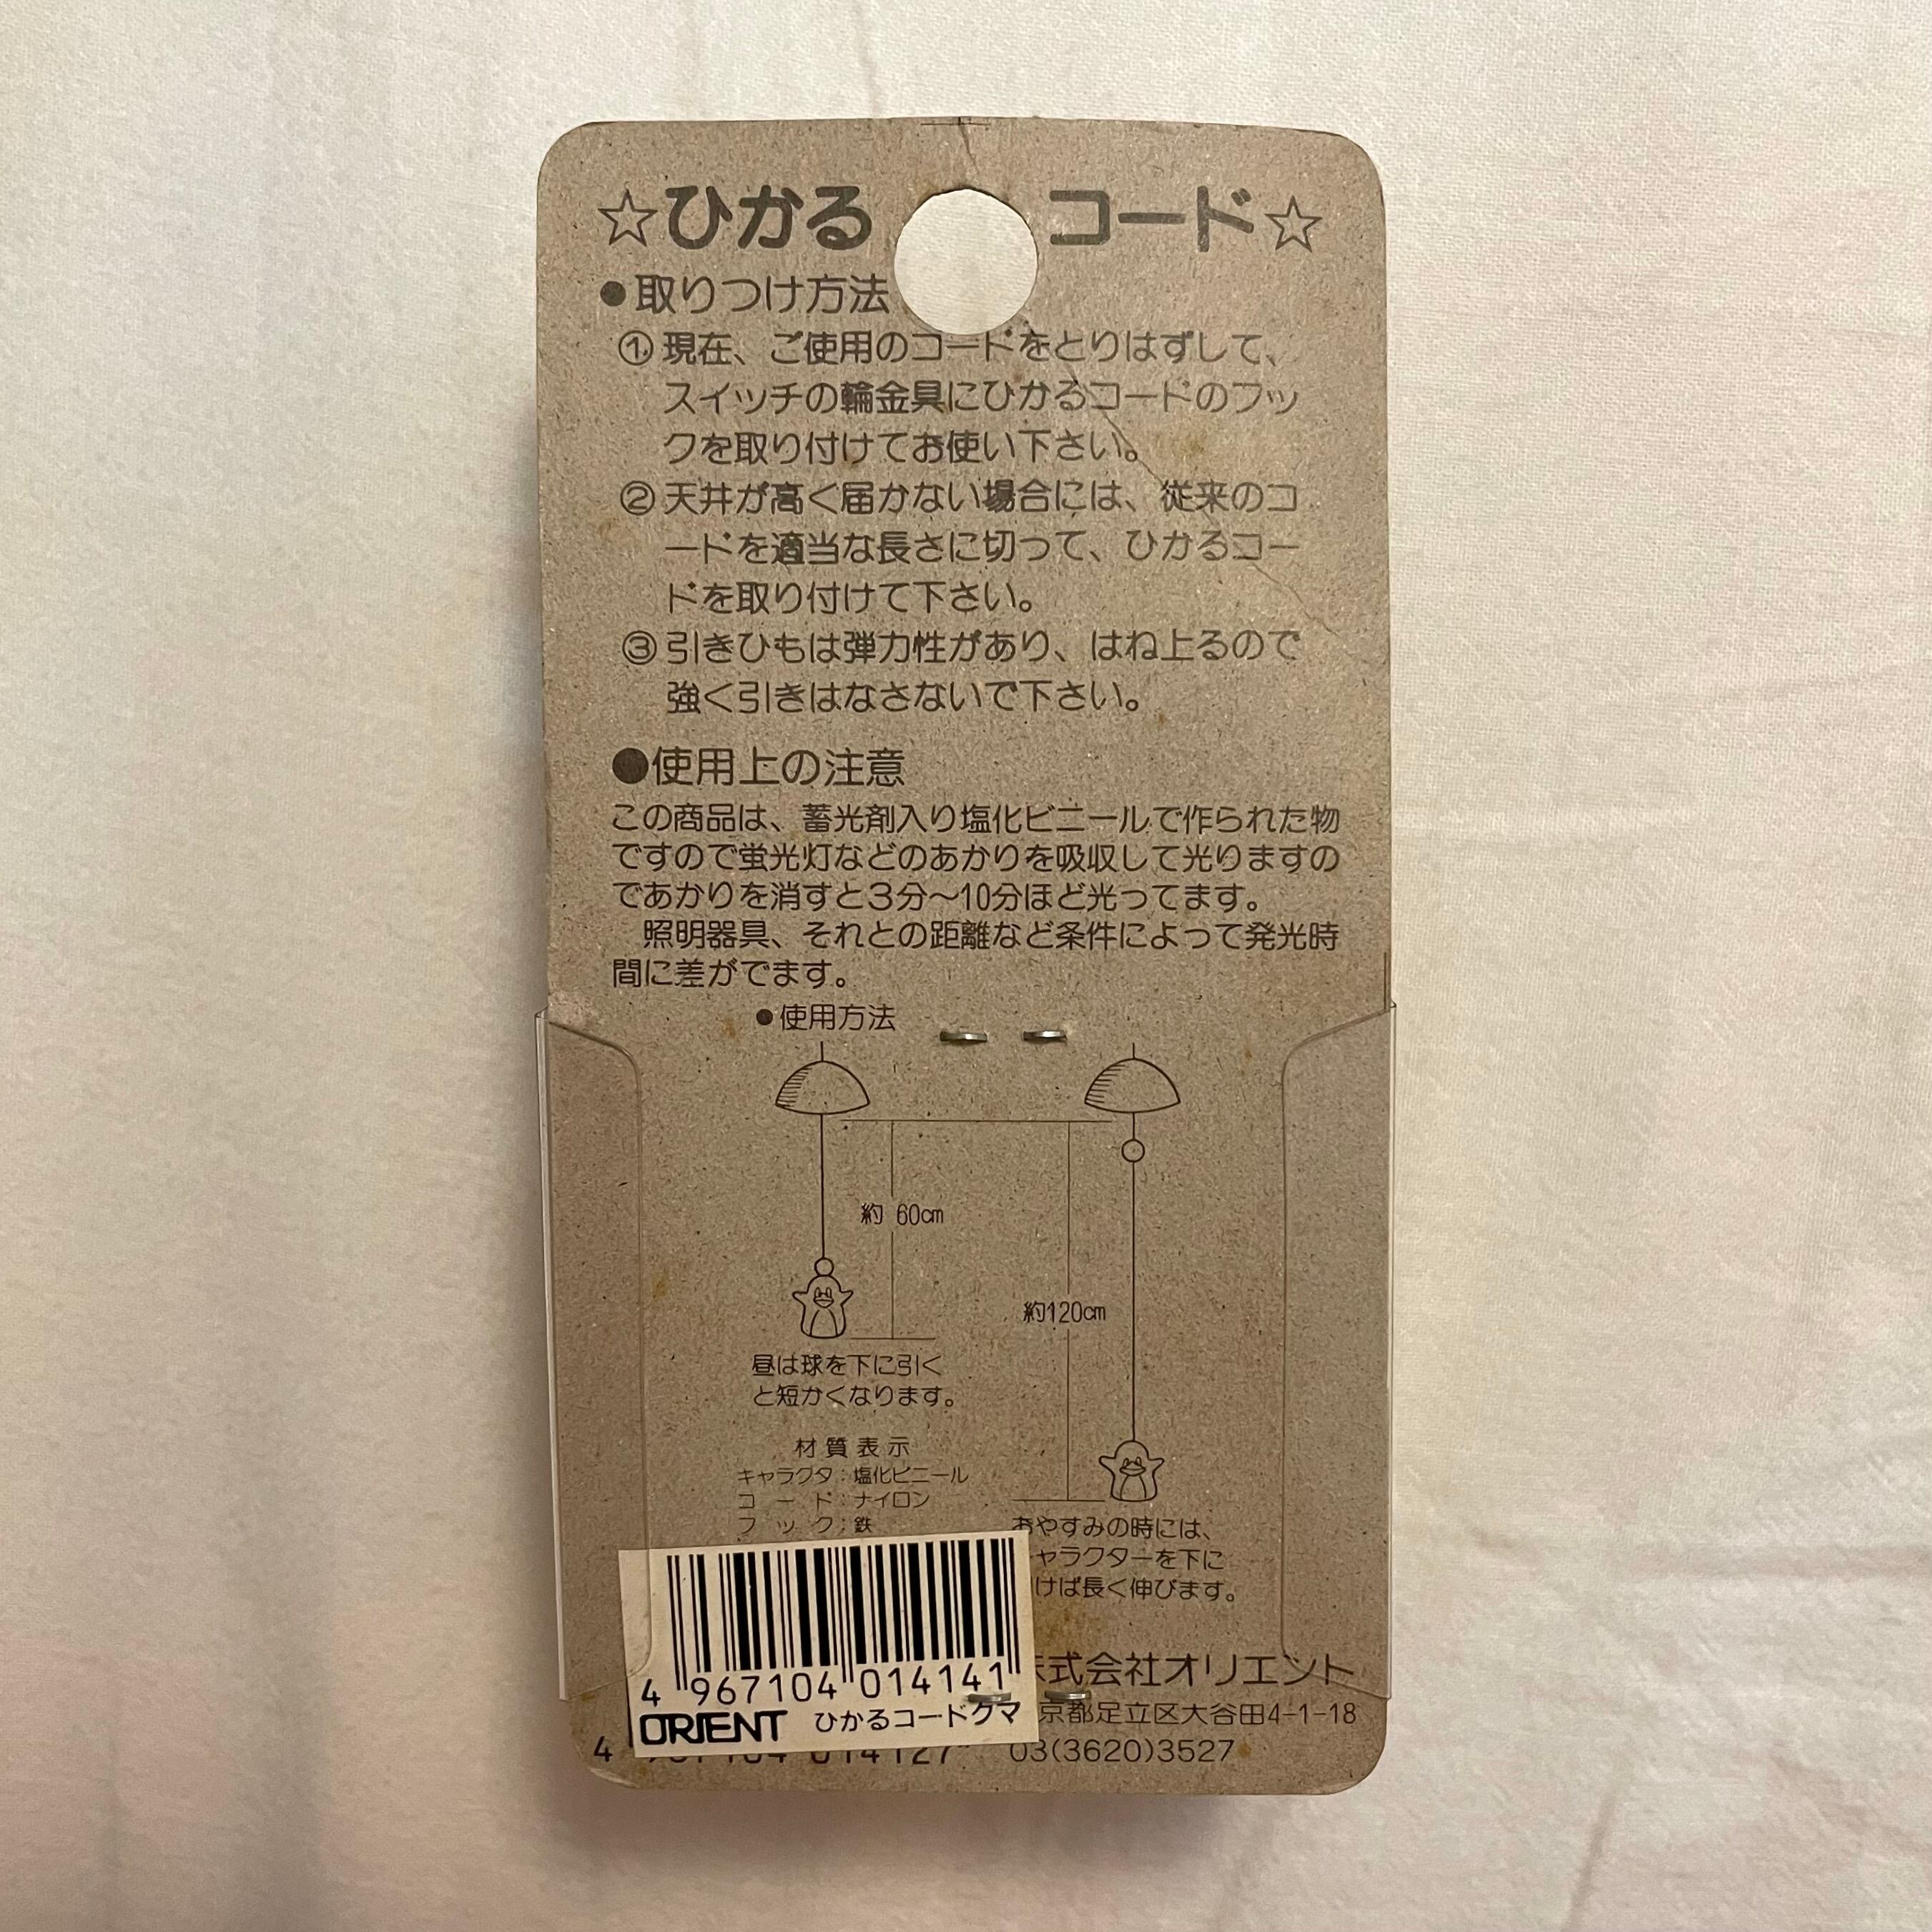 ☆ひかる コード☆
●取りつけ方法
①現在、ご使用のコードをとりはずして、
スイッチの輪金具にひかるコードのフッ
クを取り付けてお使い下さい。
②天井が高く届かない場合には、従来のコ
ードを適当な長さに切って、ひかるコー
ドを取り付けて下さい。
③引きひもは弾力性があり、はね上るので
強く引きはなさないで下さい。
●使用上の注意
この商品は、蓄光剤入り塩化ビニールで作られた物
ですので蛍光灯などのあかりを吸収して光りますの
であかりを消すと3分〜10分ほど光ってます。
照明器具、それとの距離など条件によって発光時
間に差がでます。
●使用方法
約 60cm
約120cm
昼は球を下に引く
と短かくなります。
材質表示
キャラクタ:塩化ビニール
コード:ナイロン
フック:鉄
おやすみの時には、
ャラクターを下に
けば長く伸びます。
式会社オリエント
京都足立区大谷田4-1-18
03(3620)3527
4 967104 014141
ORIENT ひかるコードクマ